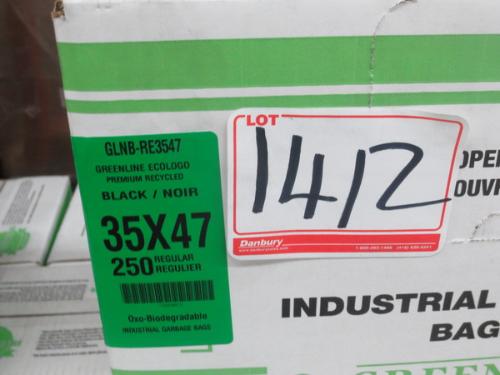 GLNB-RE3547
GREENLINE ECOLOGO
PREMIUM RECYCLED
BLACK / NOIR
35X47
250 REGULAR
REGULIER
Oxo-Biodegradable
INDUSTRIAL GARBAGE BAGS
LOT
1412
Danbury
OPE
OUVR
INDUSTRIAL
BAG
GREEN